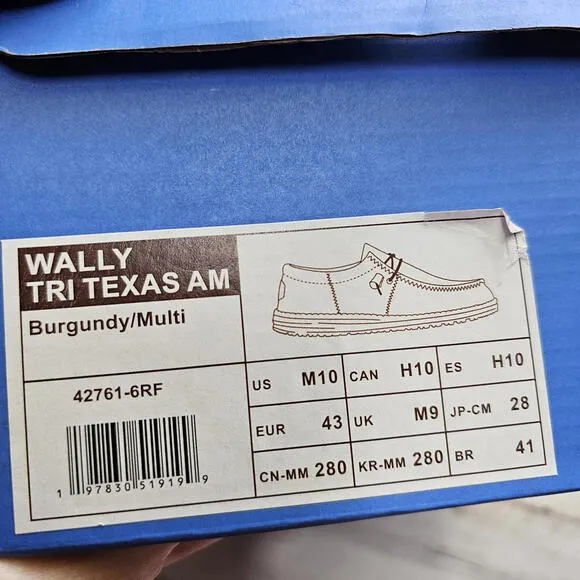 WALLY
TRI TEXAS AM
Burgundy/Multi
42761-6RF
1 97830 51919 9
US M10 CAN H10 ES H10
EUR 43 UK M9 JP-CM 28
CN-MM 280 KR-MM 280 BR 41